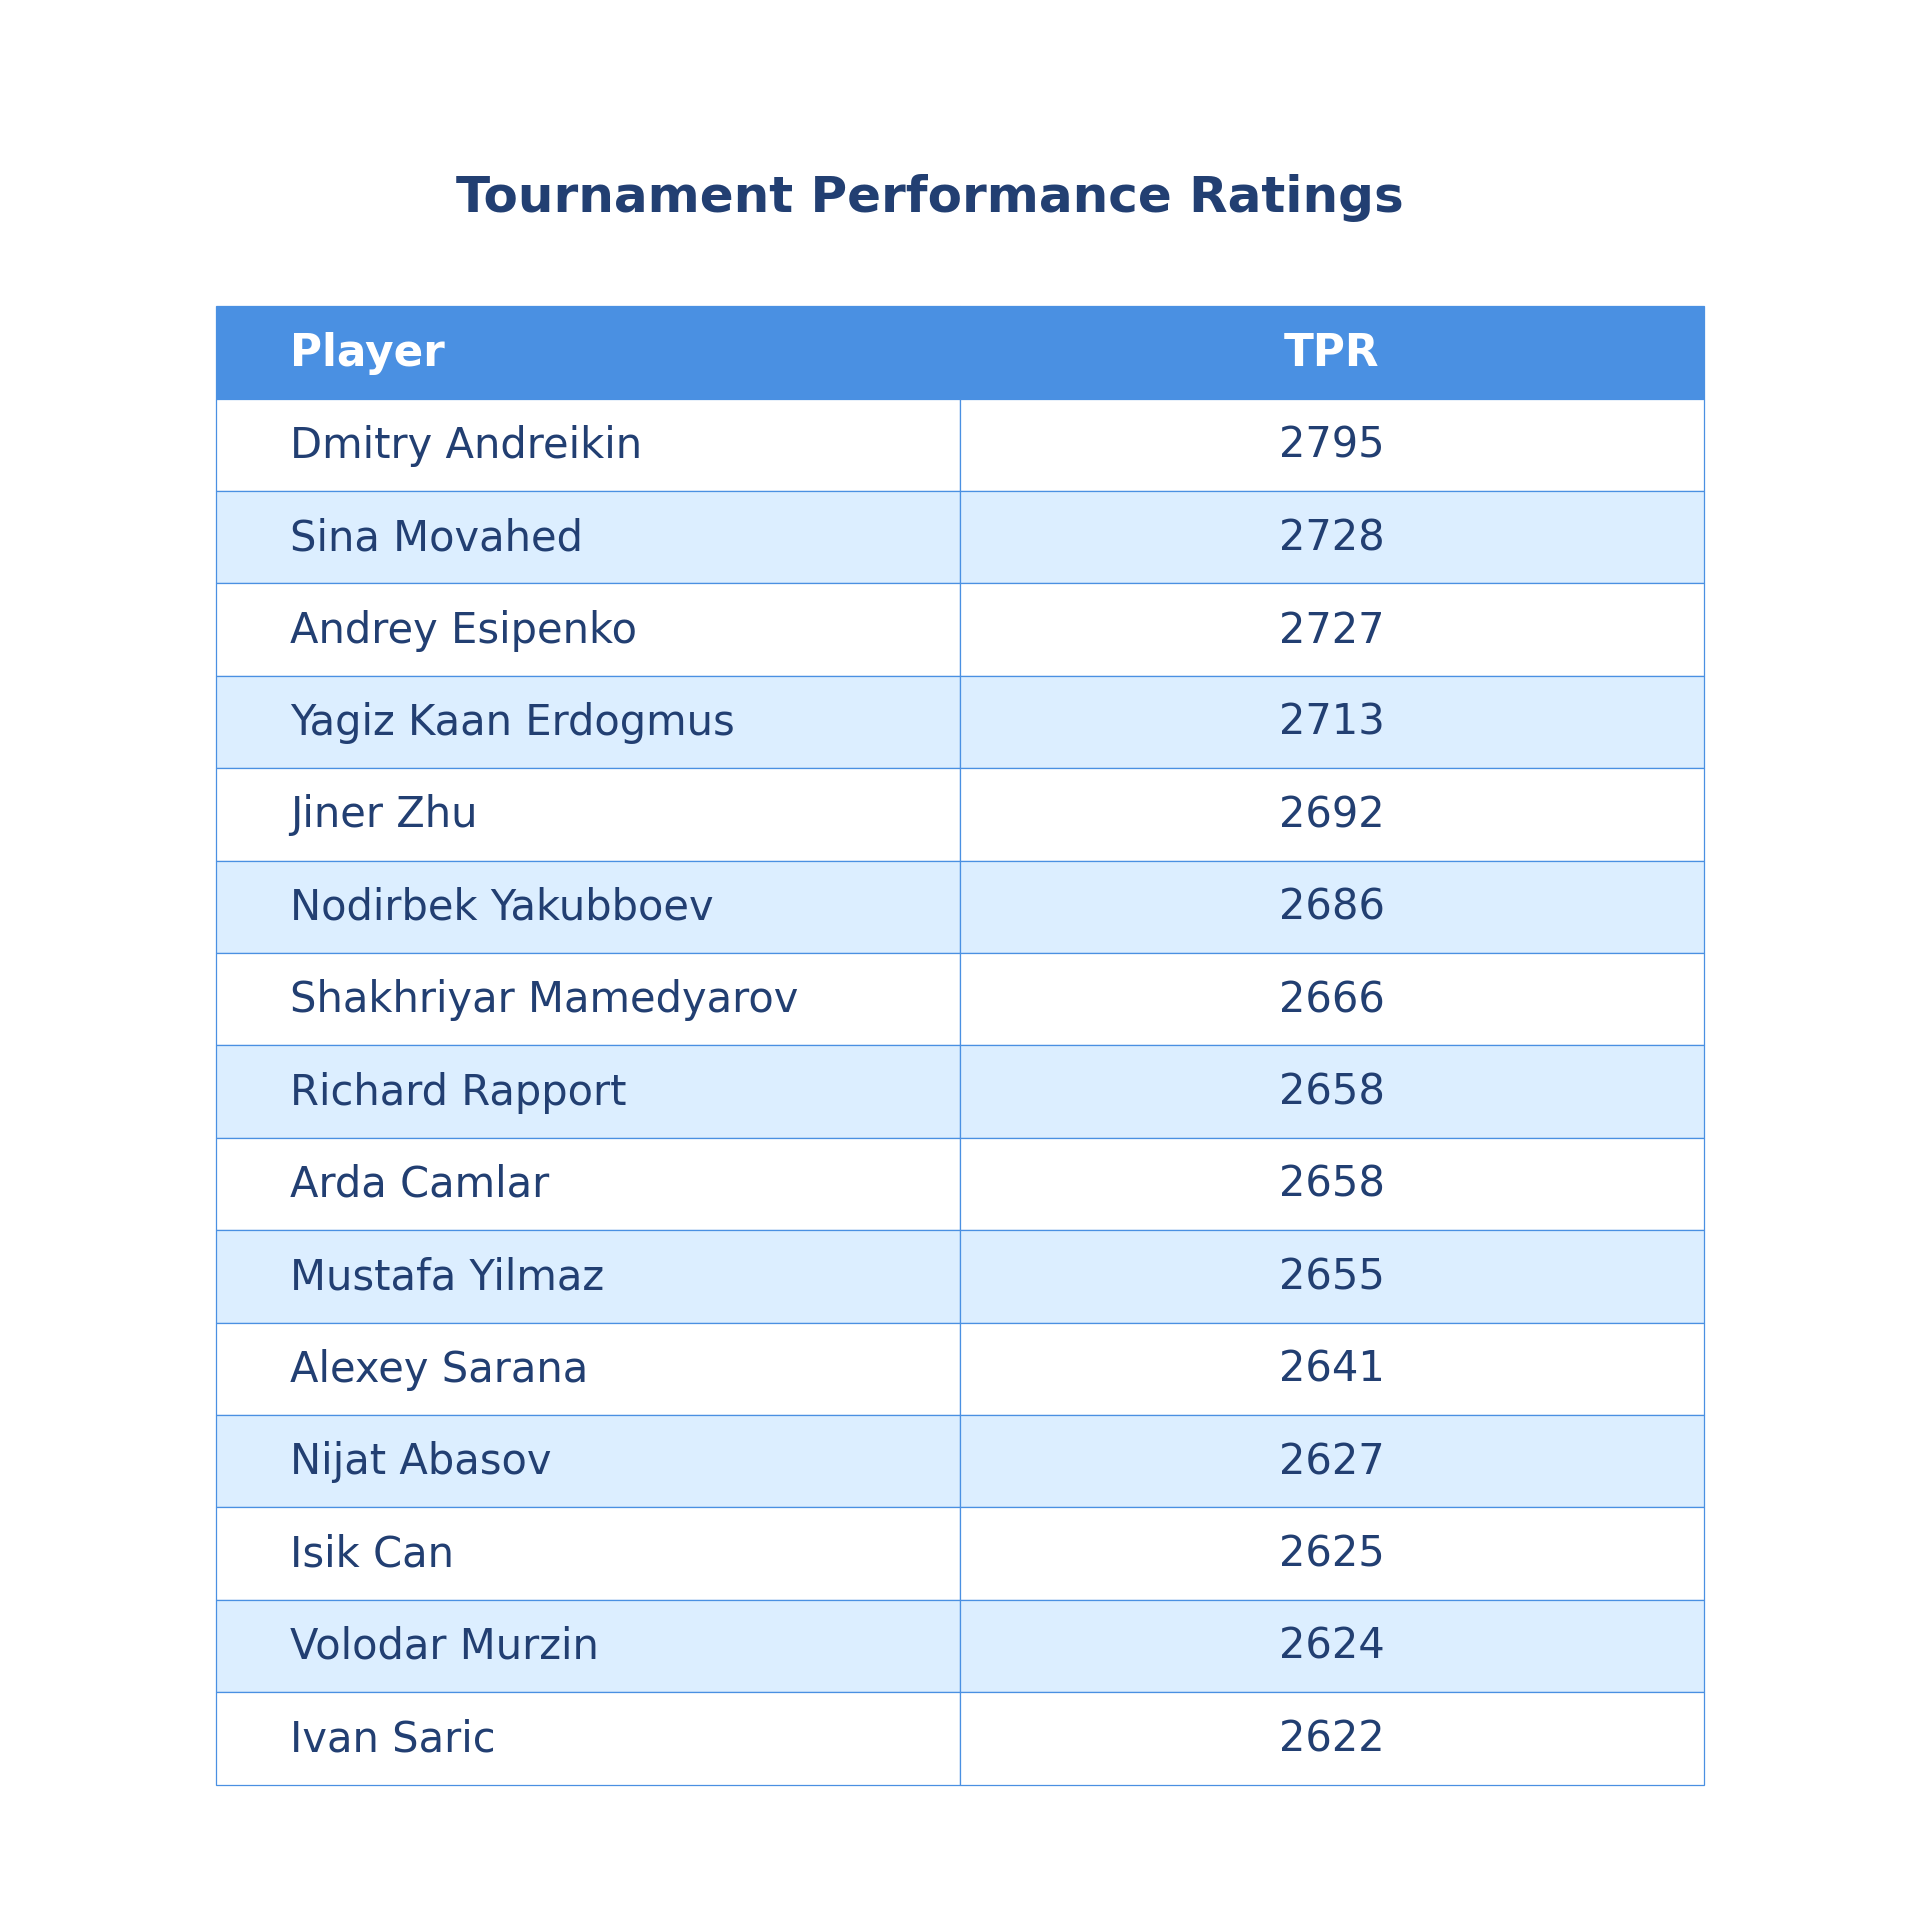 Tournament Performance Ratings
Player TPR
Dmitry Andreikin 2795
Sina Movahed 2728
Andrey Esipenko 2727
Yagiz Kaan Erdogmus 2713
Jiner Zhu 2692
Nodirbek Yakubboev 2686
Shakhriyar Mamedyarov 2666
Richard Rapport 2658
Arda Camlar 2658
Mustafa Yilmaz 2655
Alexey Sarana 2641
Nijat Abasov 2627
Isik Can 2625
Volodar Murzin 2624
Ivan Saric 2622